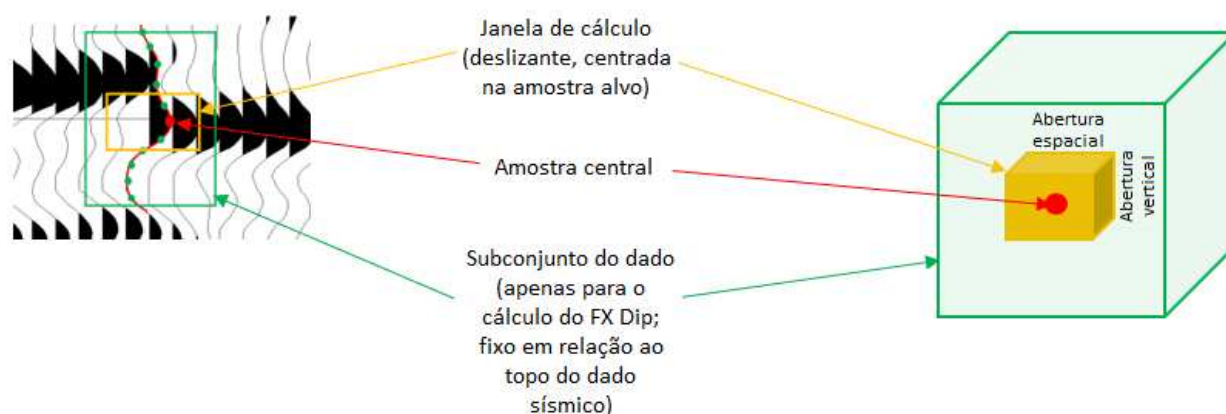 Janela de cálculo
(deslizante, centrada
na amostra alvo)
Abertura
espacial
Abertura
vertical
Amostra central
Subconjunto do dado
(apenas para o
cálculo do FX Dip;
fixo em relação ao
topo do dado
sísmico)